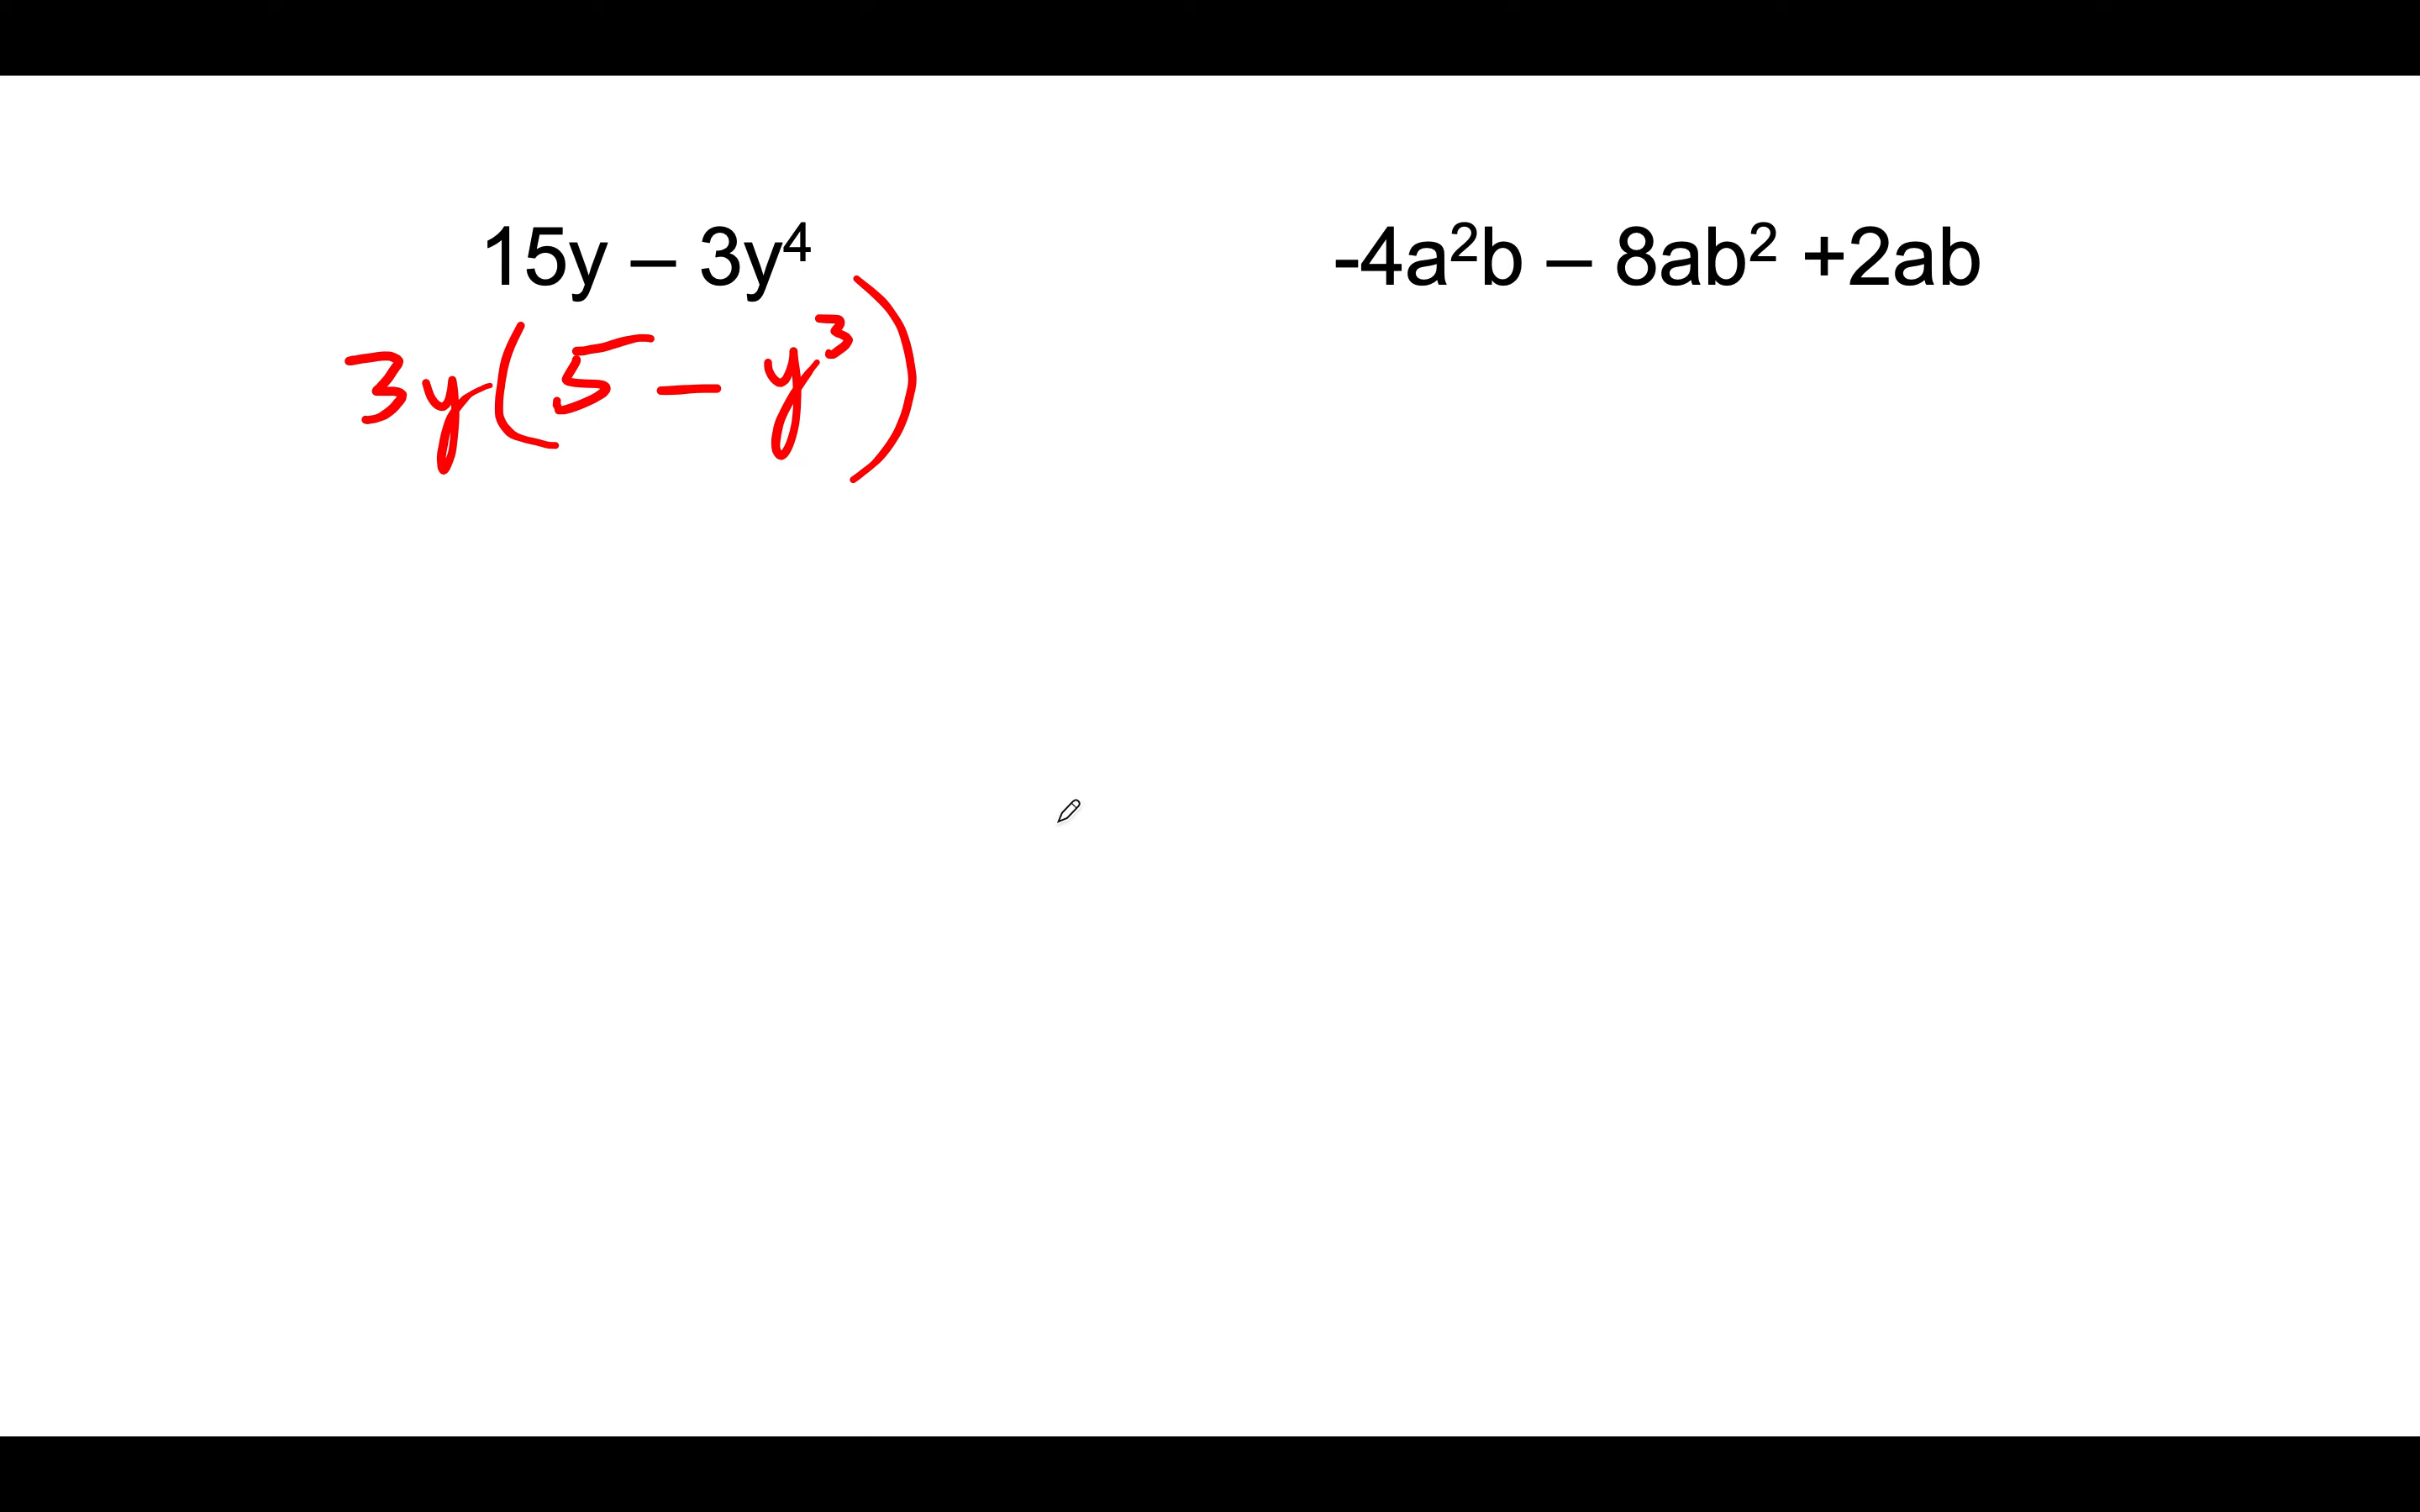 15y – 3y⁴
3y(5 – y³)
-4a²b – 8ab² +2ab